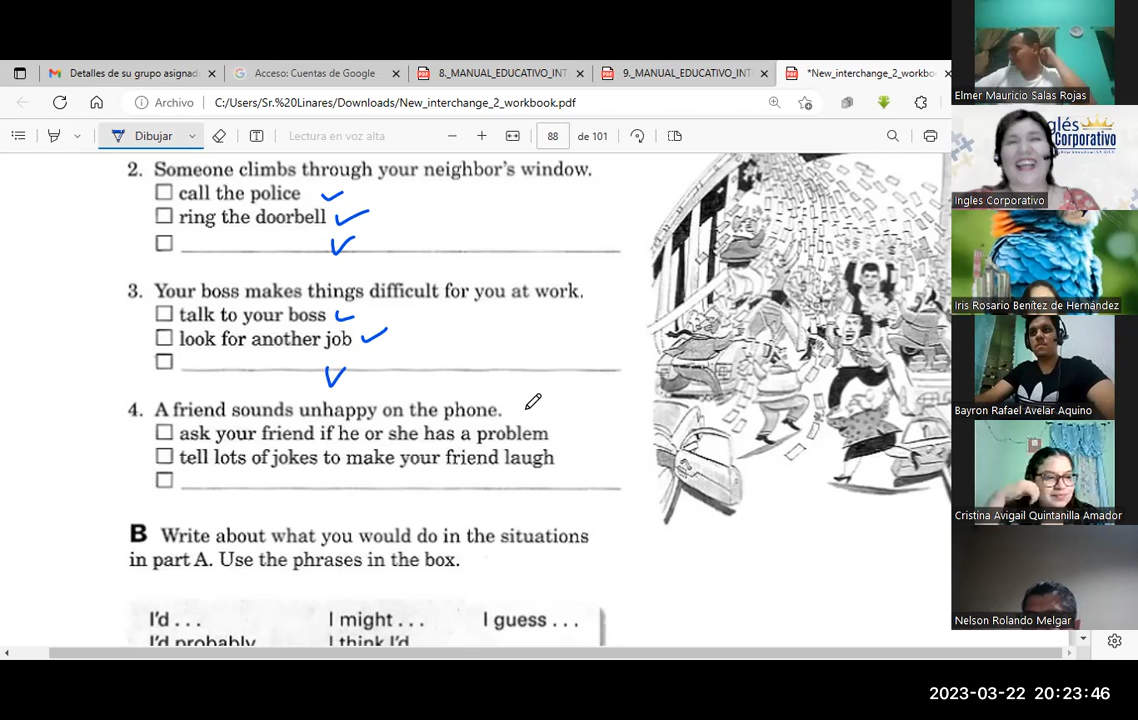 Detalles de su grupo asignad
Acceso: Cuentas de Google
8._MANUAL_EDUCATIVO_INT
9._MANUAL_EDUCATIVO_INT
*New_interchange_2_workbo
Archivo
C:/Users/Sr.%20Linares/Downloads/New_interchange_2_workbook.pdf
Dibujar
Lectura en voz alta
88 de 101
2. Someone climbs through your neighbor's window.
call the police
ring the doorbell
3. Your boss makes things difficult for you at work.
talk to your boss
look for another job
4. A friend sounds unhappy on the phone.
ask your friend if he or she has a problem
tell lots of jokes to make your friend laugh
B Write about what you would do in the situations
in part A. Use the phrases in the box.
I'd . . . I might . . . I guess . . .
I'd probably I think I'd
Elmer Mauricio Salas Rojas
glés
Corporativo
Ingles Corporativo
Iris Rosario Benítez de Hernández
Bayron Rafael Avelar Aquino
Cristina Avigail Quintanilla Amador
Nelson Rolando Melgar
2023-03-22 20:23:46